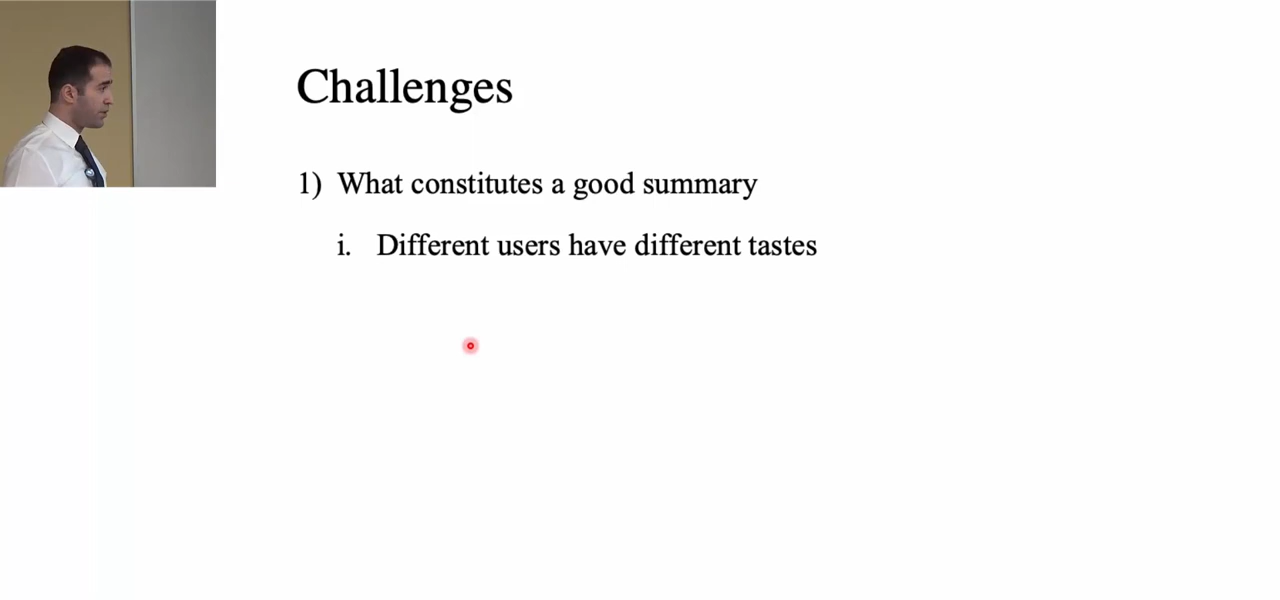 Challenges
1) What constitutes a good summary
i. Different users have different tastes